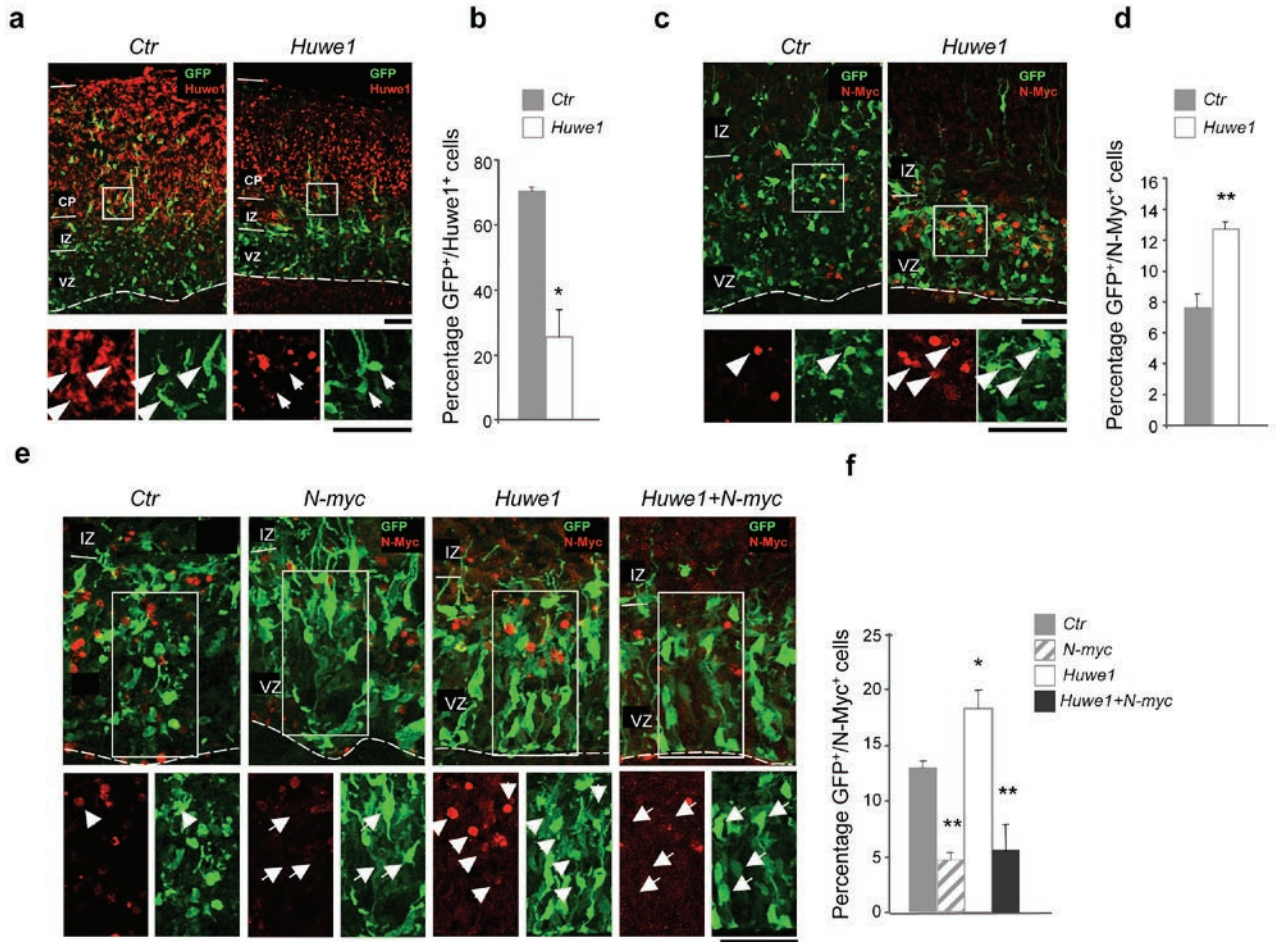 a
Ctr
Huwe1
GFP
Huwe1
GFP
Huwe1
CP
IZ
VZ
CP
IZ
VZ
b
Ctr
Huwe1
Percentage GFP+/Huwe1+ cells
80
60
40
20
0
*
c
Ctr
Huwe1
GFP
N-Myc
GFP
N-Myc
IZ
VZ
IZ
VZ
d
Ctr
Huwe1
Percentage GFP+/N-Myc+ cells
16
14
12
10
8
6
4
2
0
**
e
Ctr
N-myc
Huwe1
Huwe1+N-myc
IZ
IZ
GFP
N-Myc
IZ
GFP
N-Myc
IZ
GFP
N-Myc
VZ
VZ
VZ
f
Ctr
N-myc
Huwe1
Huwe1+N-myc
Percentage GFP+/N-Myc+ cells
25
20
15
10
5
0
**
*
**